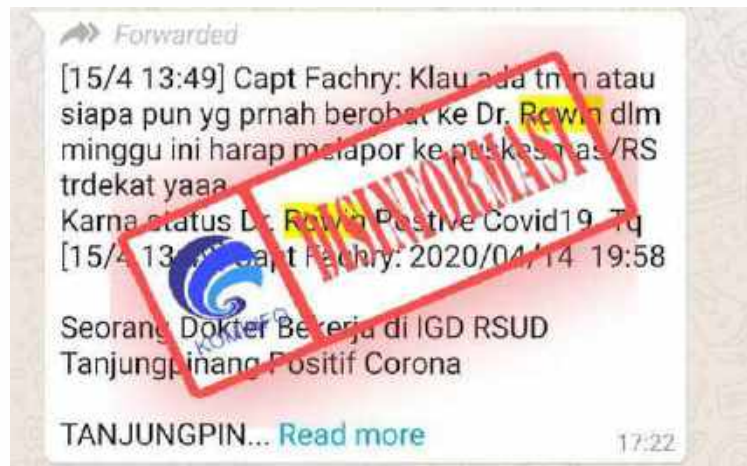 Forwarded
[15/4 13:49] Capt Fachry: Klau ada tmn atau
siapa pun yg prnah berobat ke Dr. Rowin dlm
minggu ini harap melapor ke puskesmas/RS
trdekat yaaa
Karna status Dr. Rowin Postive Covid19 Tq
[15/4 13 Capt Fachry: 2020/04/14 19:58
DISINFORMASI
KOMINFO
Seorang Dokter Bekerja di IGD RSUD
Tanjungpinang Positif Corona
TANJUNGPIN... Read more
17:22